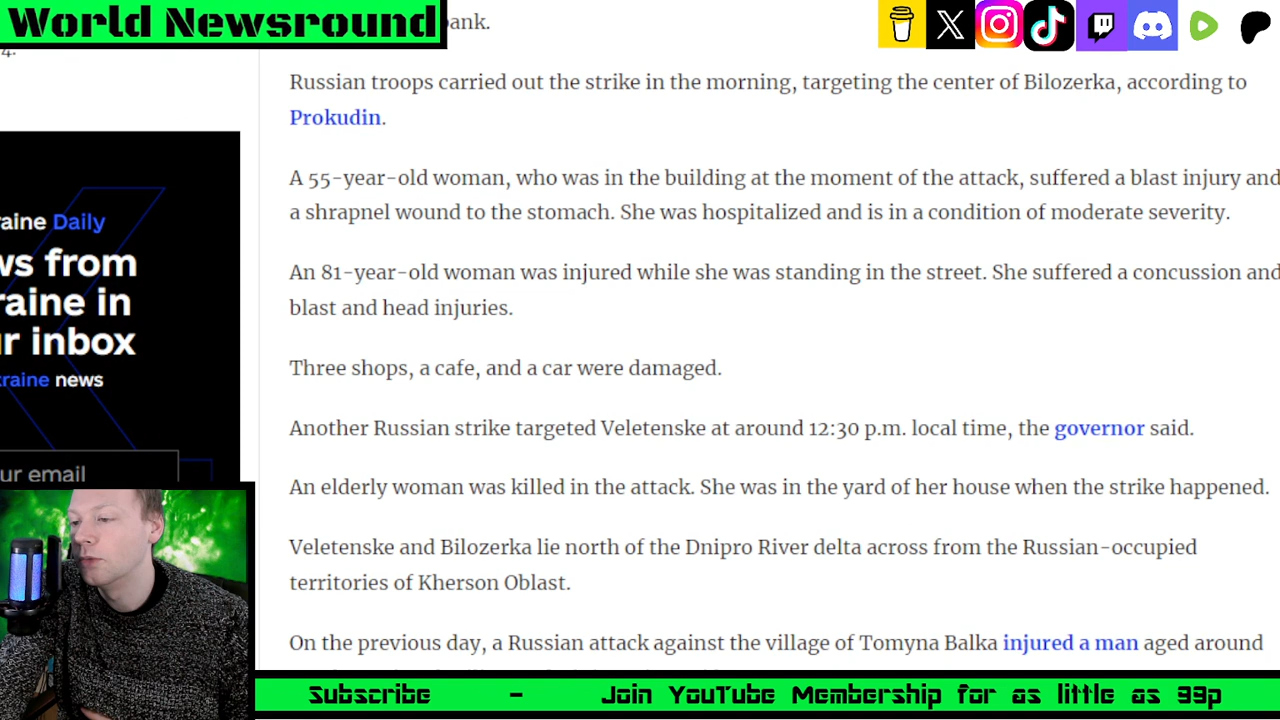 World Newsround
bank.
4.
Russian troops carried out the strike in the morning, targeting the center of Bilozerka, according to
Prokudin.
A 55-year-old woman, who was in the building at the moment of the attack, suffered a blast injury and
a shrapnel wound to the stomach. She was hospitalized and is in a condition of moderate severity.
An 81-year-old woman was injured while she was standing in the street. She suffered a concussion and
blast and head injuries.
Three shops, a cafe, and a car were damaged.
Another Russian strike targeted Veletenske at around 12:30 p.m. local time, the governor said.
An elderly woman was killed in the attack. She was in the yard of her house when the strike happened.
Veletenske and Bilozerka lie north of the Dnipro River delta across from the Russian-occupied
territories of Kherson Oblast.
On the previous day, a Russian attack against the village of Tomyna Balka injured a man aged around
raine Daily
ws from
raine in
ur inbox
kraine news
ur email
Subscribe - Join YouTube Membership for as little as 99p